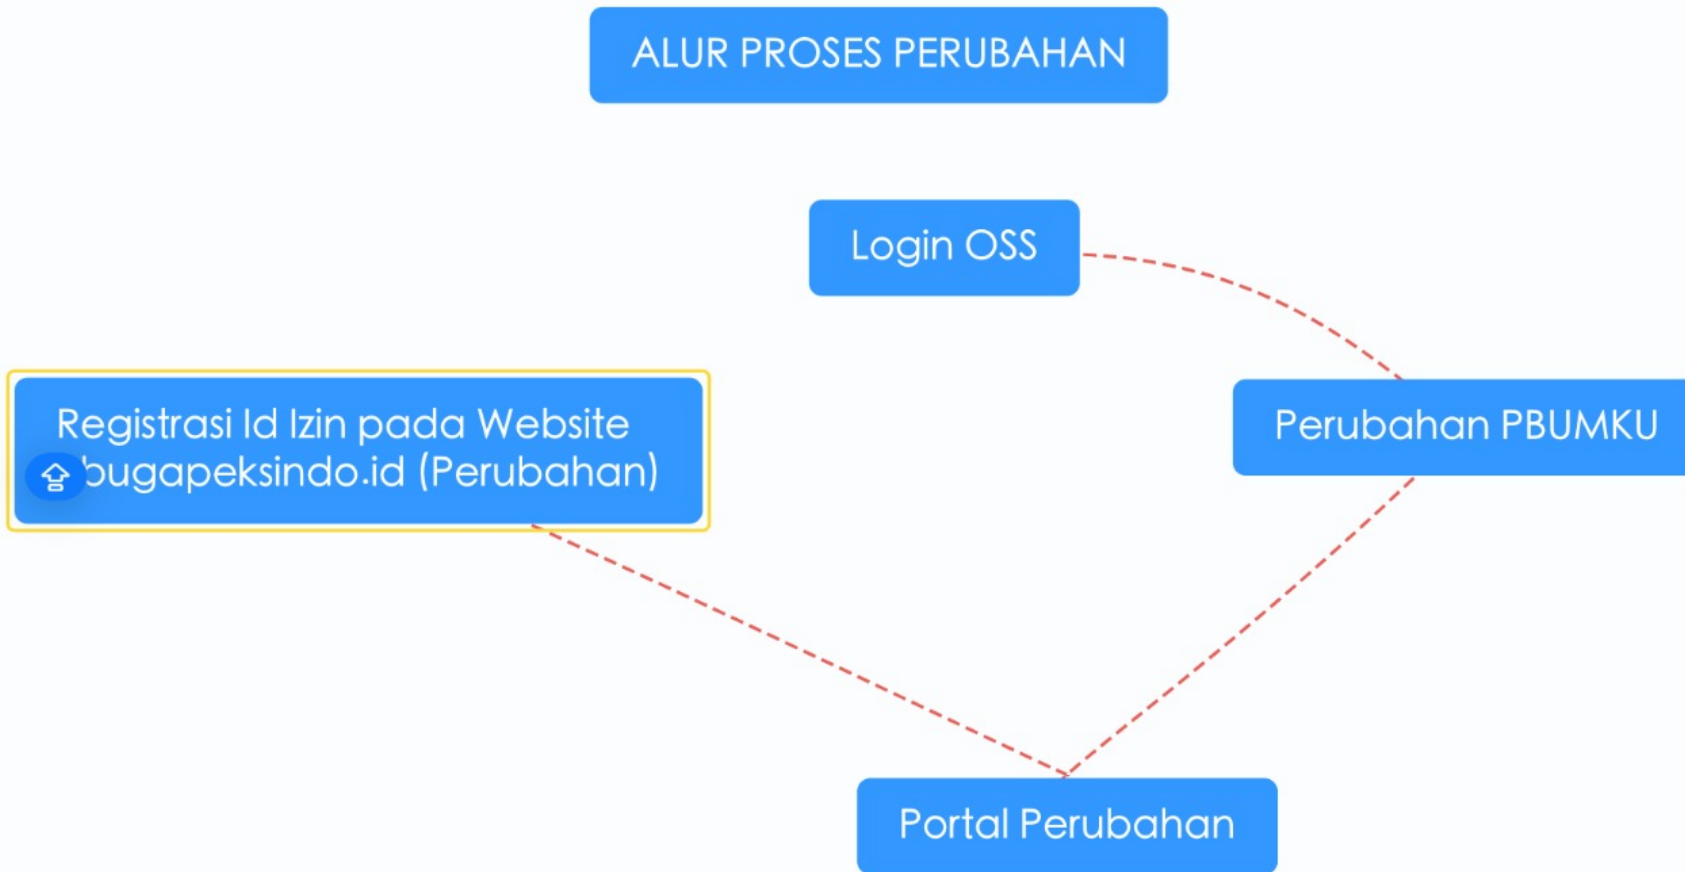 ALUR PROSES PERUBAHAN
Login OSS
Registrasi Id Izin pada Website
bugapeksindo.id (Perubahan)
Perubahan PBUMKU
Portal Perubahan